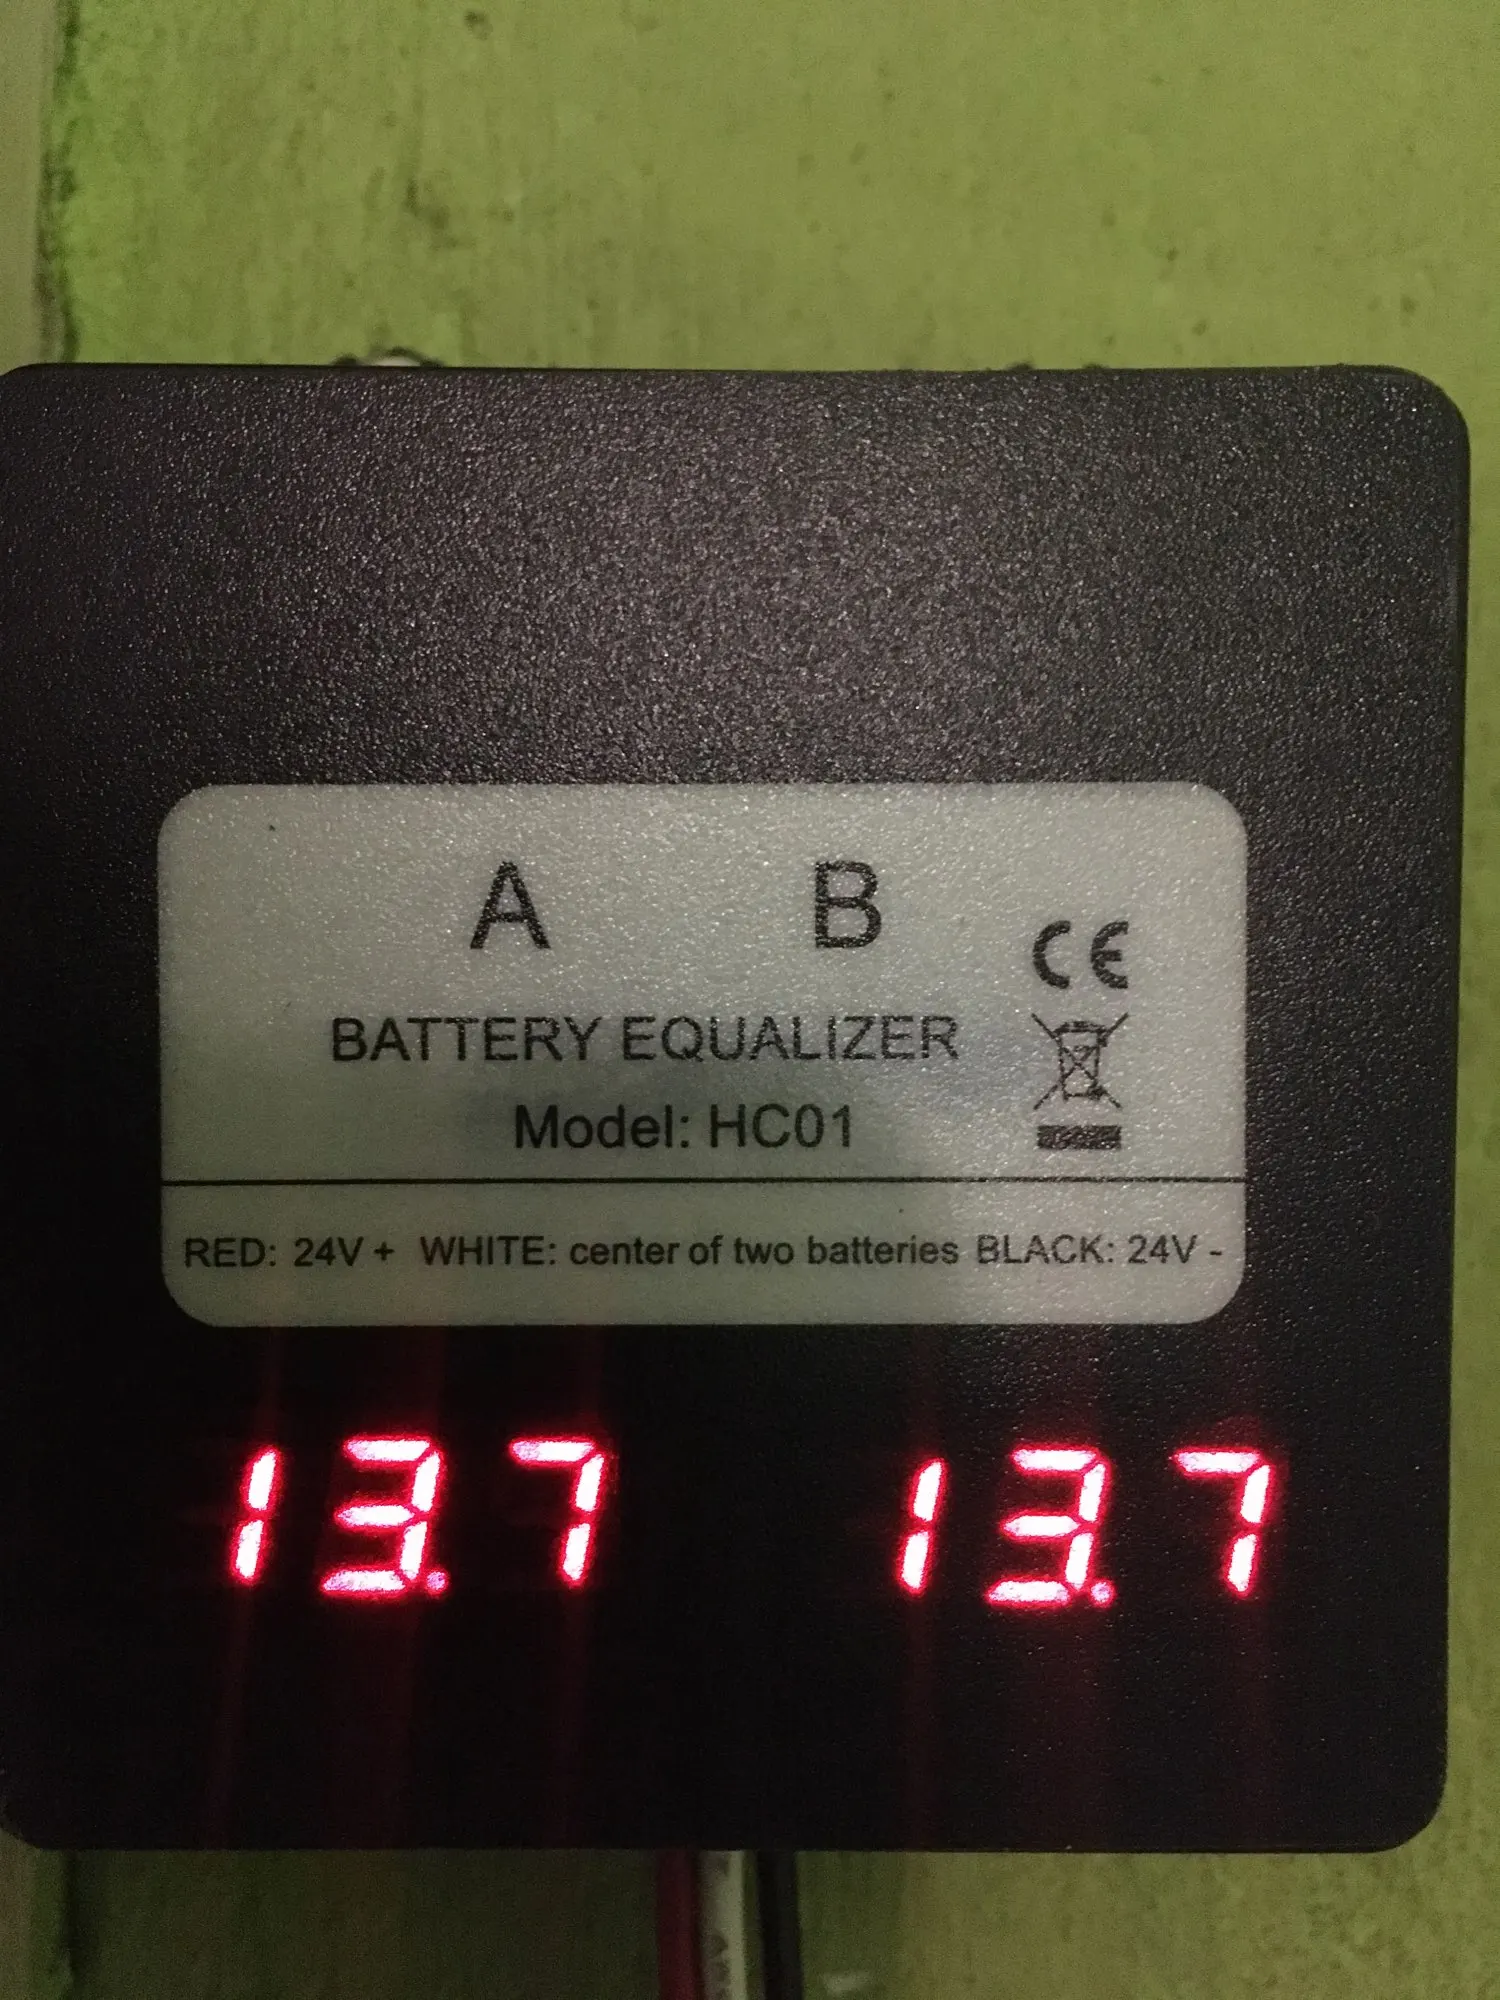 A B
CE
BATTERY EQUALIZER
Model: HC01
RED: 24V + WHITE: center of two batteries BLACK: 24V -
13.7 13.7